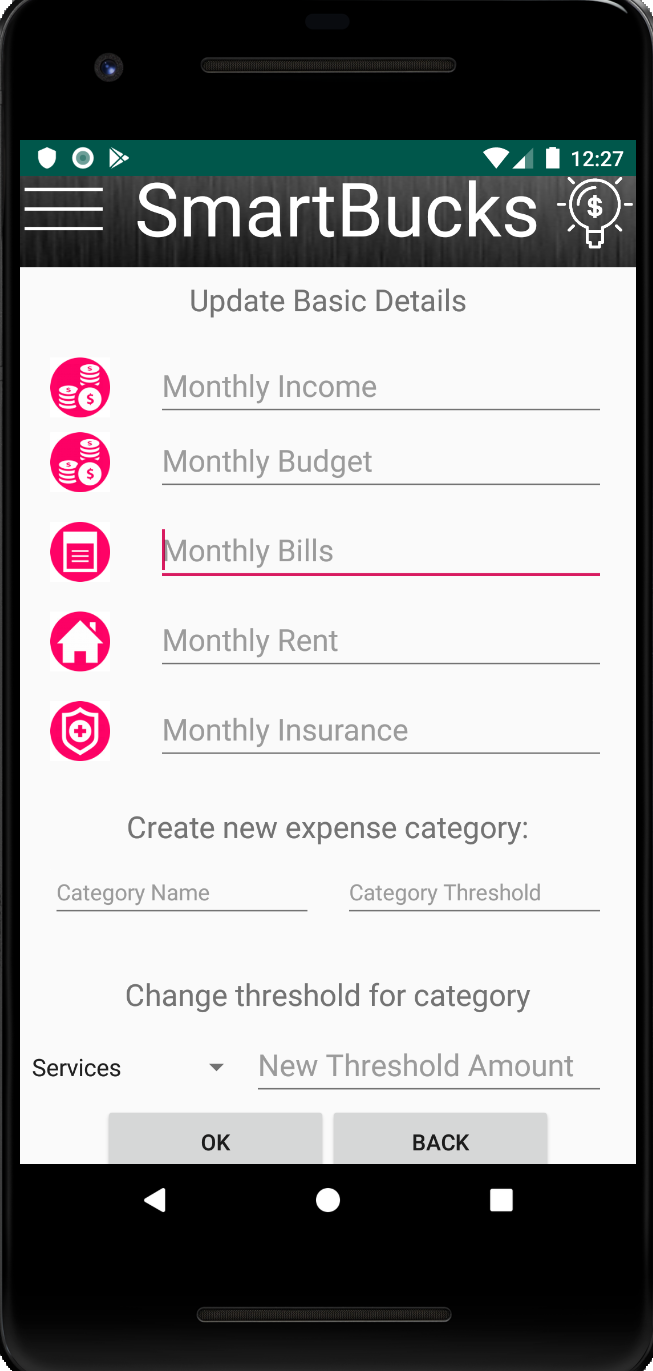 12:27
SmartBucks
$
Update Basic Details
$
Monthly Income
$
Monthly Budget
Monthly Bills
Monthly Rent
Monthly Insurance
Create new expense category:
Category Name Category Threshold
Change threshold for category
Services New Threshold Amount
OK BACK